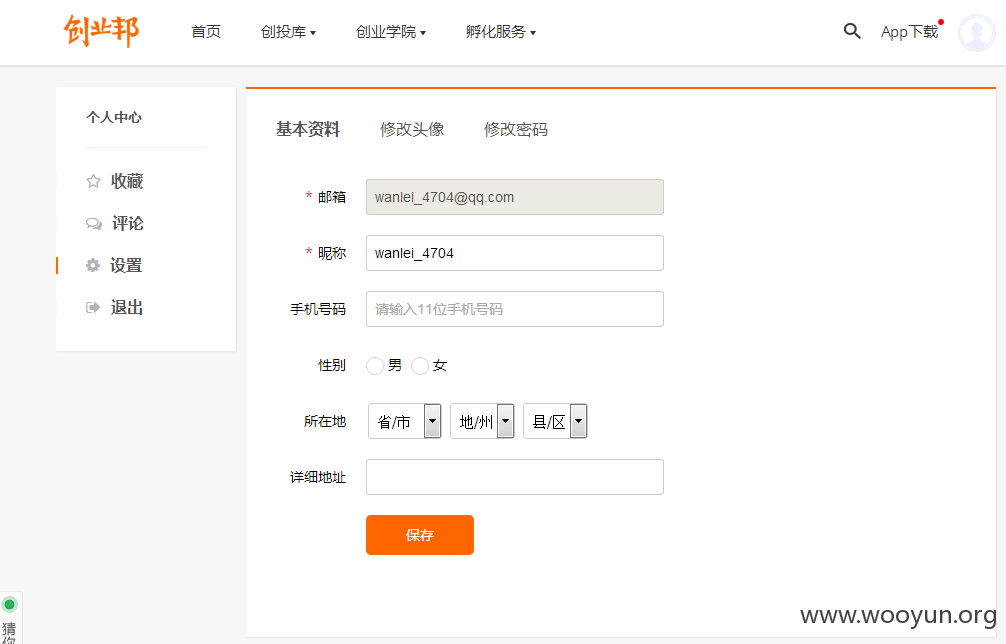 创业邦 首页 创投库 创业学院 孵化服务 App下载
个人中心
收藏
评论
设置
退出
基本资料 修改头像 修改密码
* 邮箱 wanlei_4704@qq.com
* 昵称 wanlei_4704
手机号码 请输入11位手机号码
性别 男 女
所在地 省/市 地/州 县/区
详细地址
保存
猜
你
www.wooyun.org